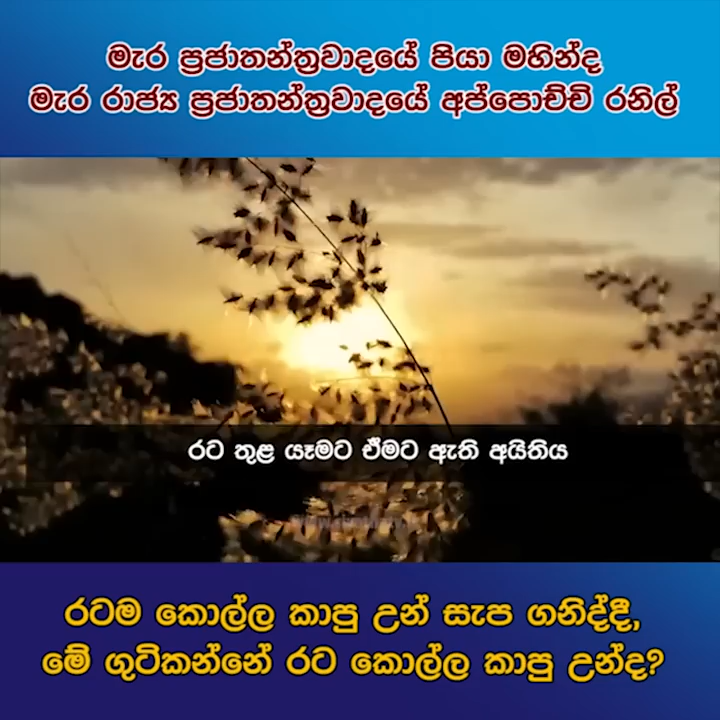 මැර ප්‍රජාතන්ත්‍රවාදයේ පියා මහින්ද
මැර රාජ්‍ය ප්‍රජාතන්ත්‍රවාදයේ අප්පොච්චි රනිල්
රට තුළ යෑමට ඒමට ඇති අයිතිය
රටම කොල්ල කාපු උන් සැප ගනිද්දී,
මේ ගුටිකන්නේ රට කොල්ල කාපු උන්ද?